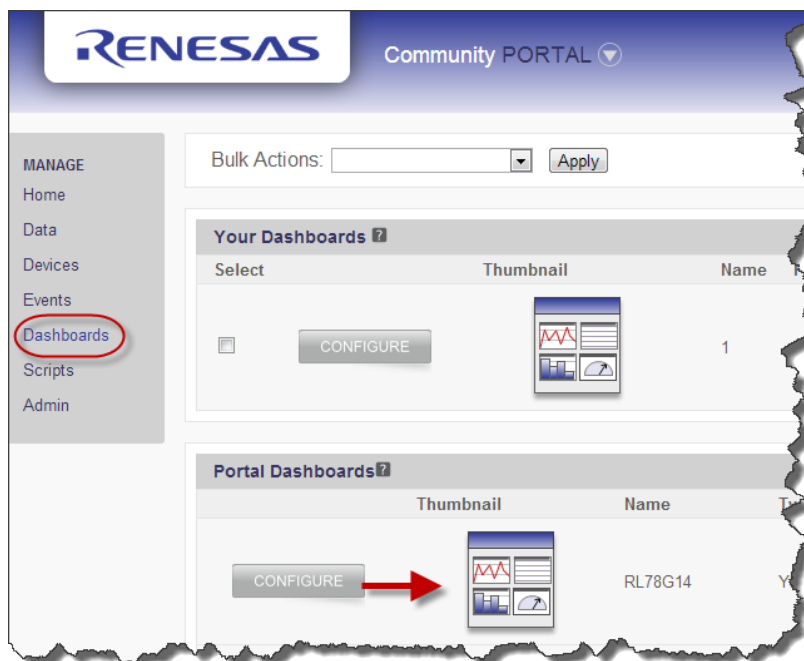 RENESAS
Community PORTAL
MANAGE
Home
Data
Devices
Events
Dashboards
Scripts
Admin
Bulk Actions:
Apply
Your Dashboards ?
Select Thumbnail Name
CONFIGURE 1
Portal Dashboards ?
Thumbnail Name
CONFIGURE RL78G14